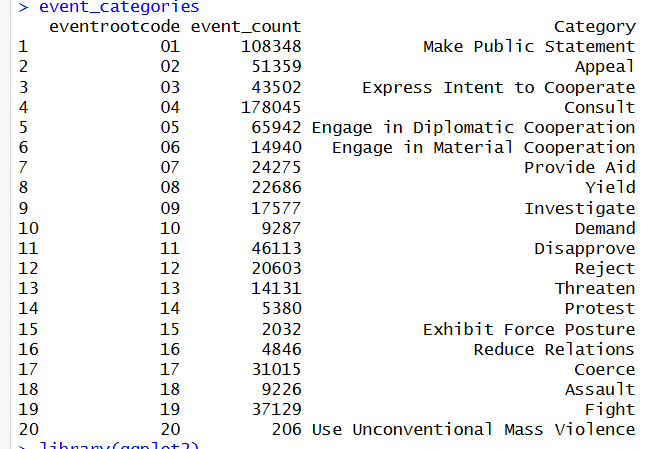 > event_categories
eventrootcode event_count Category
1 01 108348 Make Public Statement
2 02 51359 Appeal
3 03 43502 Express Intent to Cooperate
4 04 178045 Consult
5 05 65942 Engage in Diplomatic Cooperation
6 06 14940 Engage in Material Cooperation
7 07 24275 Provide Aid
8 08 22686 Yield
9 09 17577 Investigate
10 10 9287 Demand
11 11 46113 Disapprove
12 12 20603 Reject
13 13 14131 Threaten
14 14 5380 Protest
15 15 2032 Exhibit Force Posture
16 16 4846 Reduce Relations
17 17 31015 Coerce
18 18 9226 Assault
19 19 37129 Fight
20 20 206 Use Unconventional Mass Violence
> library(ggplot2)